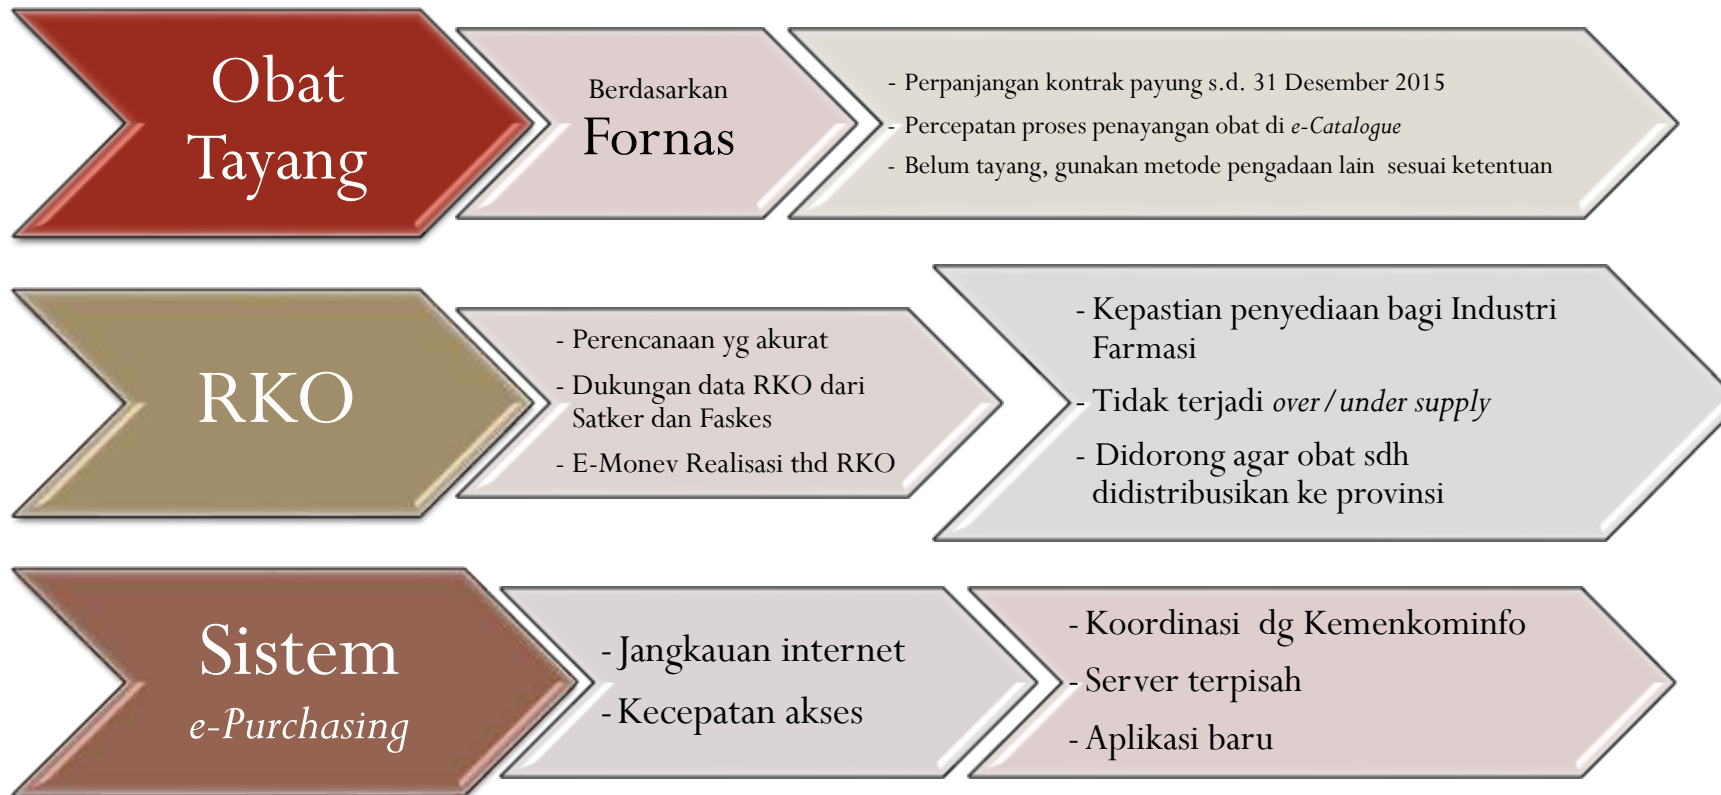 Obat
Tayang
Berdasarkan
Fornas
- Perpanjangan kontrak payung s.d. 31 Desember 2015
- Percepatan proses penayangan obat di e-Catalogue
- Belum tayang, gunakan metode pengadaan lain sesuai ketentuan
RKO
- Perencanaan yg akurat
- Dukungan data RKO dari
Satker dan Faskes
- E-Monev Realisasi thd RKO
- Kepastian penyediaan bagi Industri
Farmasi
- Tidak terjadi over/under supply
- Didorong agar obat sdh
didistribusikan ke provinsi
Sistem
e-Purchasing
- Jangkauan internet
- Kecepatan akses
- Koordinasi dg Kemenkominfo
- Server terpisah
- Aplikasi baru